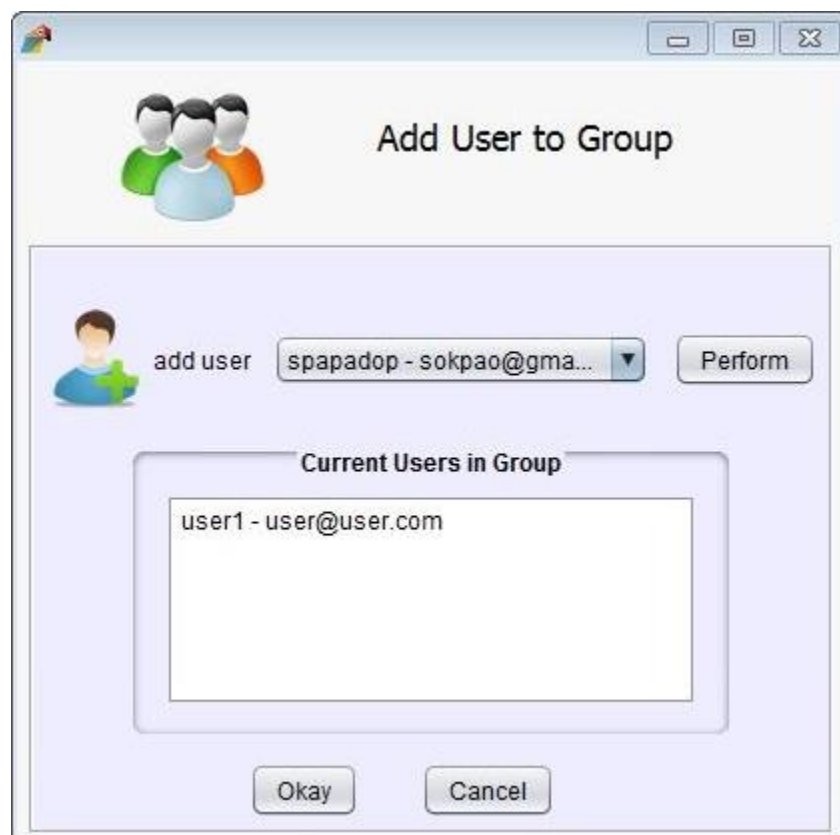 Add User to Group
add user spapadop - sokpao@gma... Perform
Current Users in Group
user1 - user@user.com
Okay Cancel